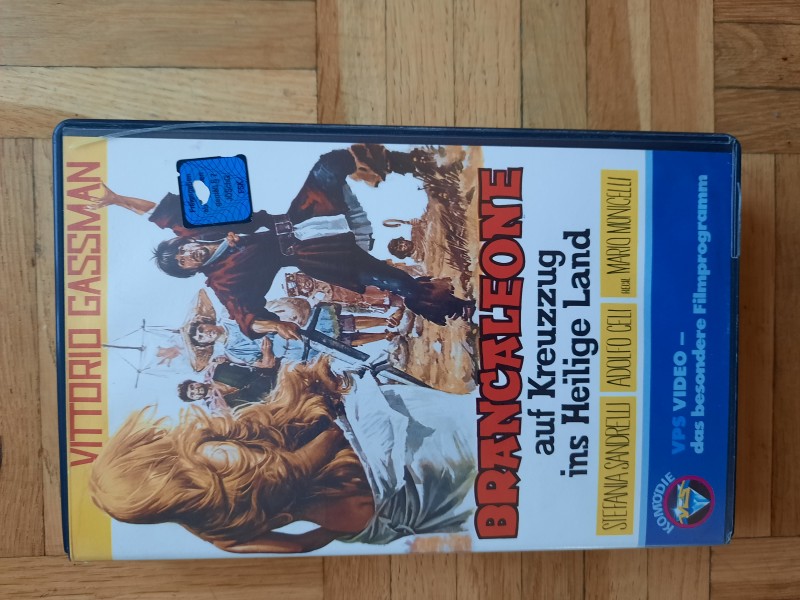 VITTORIO GASSMAN
BRANCALEONE
auf Kreuzzug
ins Heilige Land
STEFANIA SANDRELLI ADOLFO CELI REGIE MARIO MONICELLI
KOMÖDIE
VPS VIDEO –
das besondere Filmprogramm